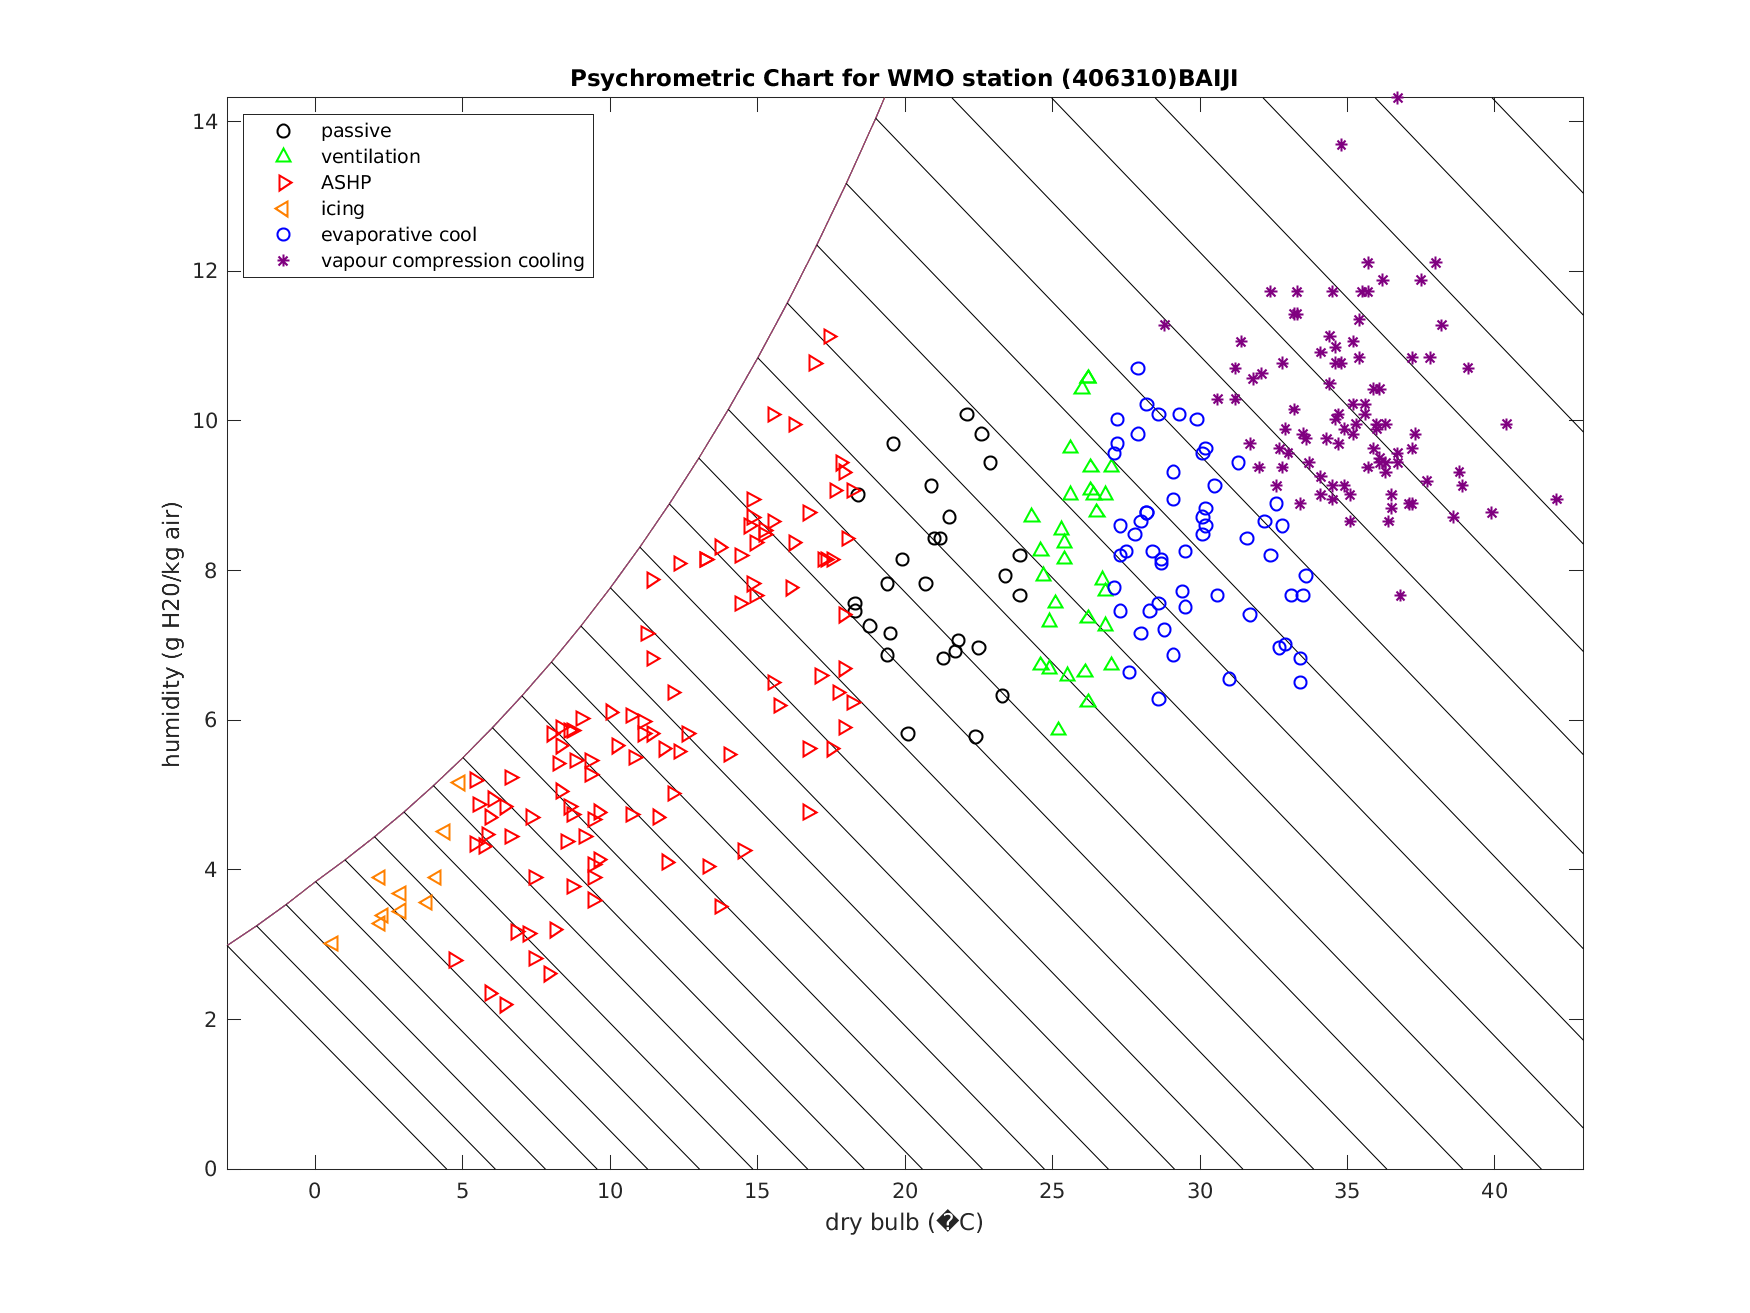 Psychrometric Chart for WMO station (406310)BAIJI
passive
ventilation
ASHP
icing
evaporative cool
vapour compression cooling
14
12
10
8
6
4
2
0
humidity (g H20/kg air)
0 5 10 15 20 25 30 35 40
dry bulb (�C)